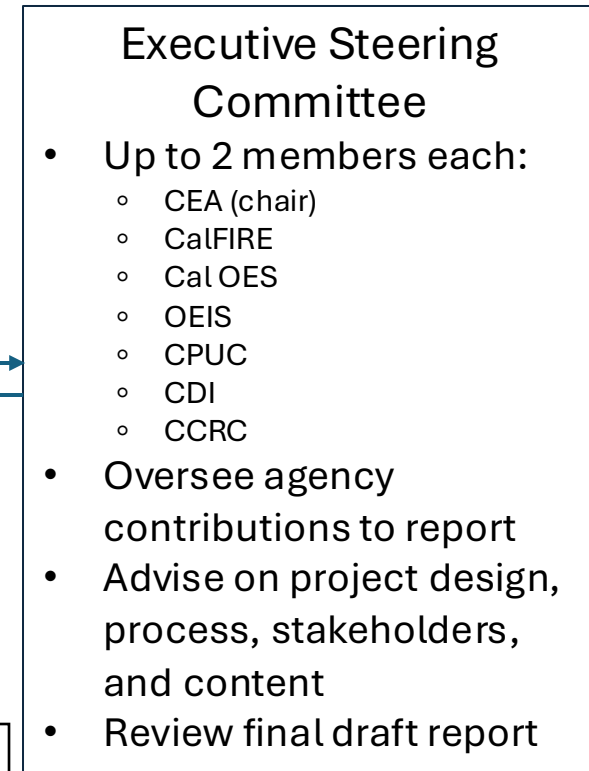 Executive Steering
Committee
• Up to 2 members each:
◦ CEA (chair)
◦ CalFIRE
◦ Cal OES
◦ OEIS
◦ CPUC
◦ CDI
◦ CCRC
• Oversee agency
contributions to report
• Advise on project design,
process, stakeholders,
and content
• Review final draft report